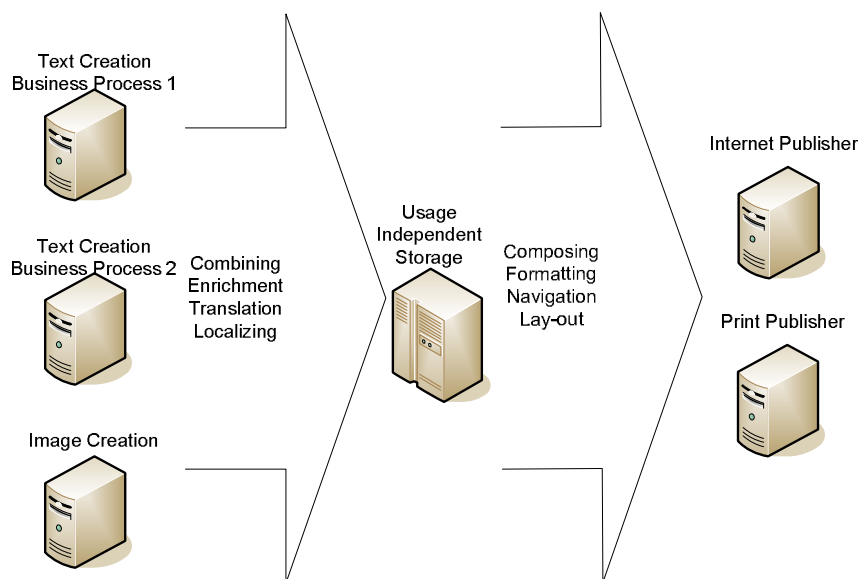 Text Creation
Business Process 1
Text Creation
Business Process 2
Image Creation
Combining
Enrichment
Translation
Localizing
Usage
Independent
Storage
Composing
Formatting
Navigation
Lay-out
Internet Publisher
Print Publisher